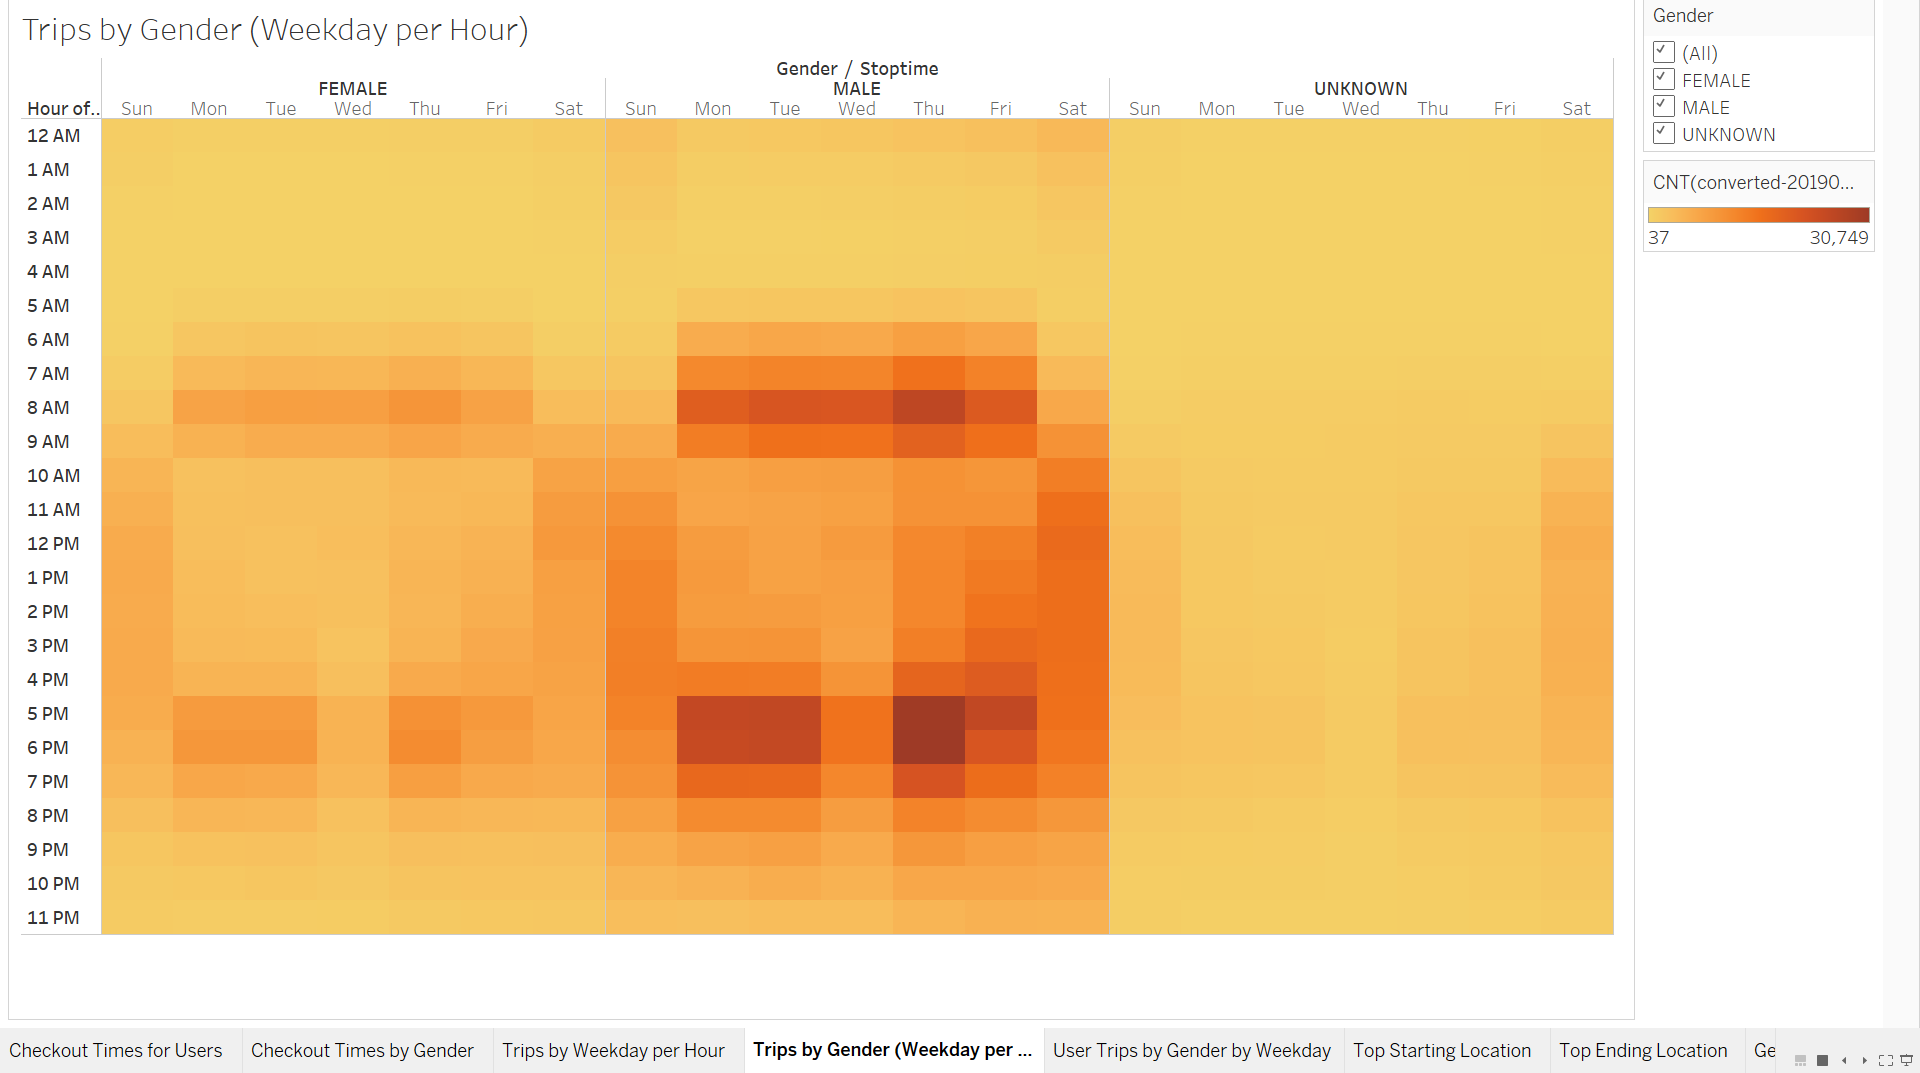 Trips by Gender (Weekday per Hour)
Gender / Stoptime
FEMALE MALE UNKNOWN
Hour of.. Sun Mon Tue Wed Thu Fri Sat Sun Mon Tue Wed Thu Fri Sat Sun Mon Tue Wed Thu Fri Sat
12 AM
1 AM
2 AM
3 AM
4 AM
5 AM
6 AM
7 AM
8 AM
9 AM
10 AM
11 AM
12 PM
1 PM
2 PM
3 PM
4 PM
5 PM
6 PM
7 PM
8 PM
9 PM
10 PM
11 PM
Gender
(All)
FEMALE
MALE
UNKNOWN
CNT(converted-20190...
37 30,749
Checkout Times for Users Checkout Times by Gender Trips by Weekday per Hour Trips by Gender (Weekday per ... User Trips by Gender by Weekday Top Starting Location Top Ending Location Ge